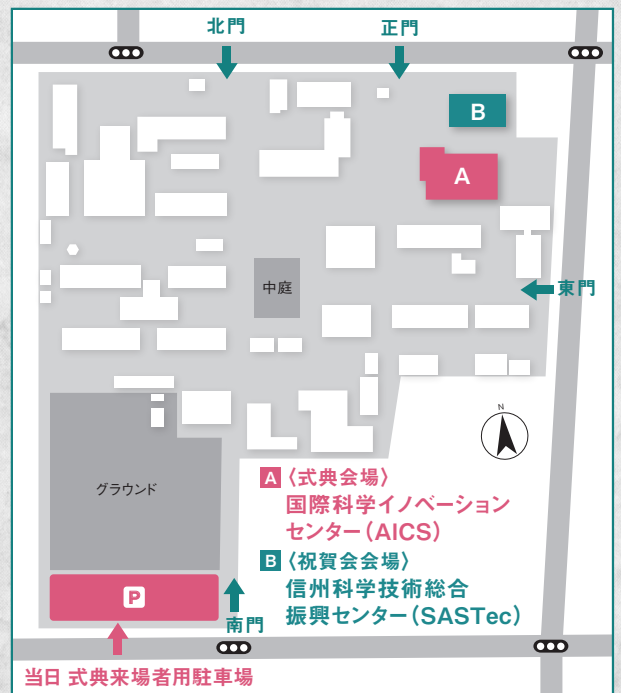 北門
正門
B
A
中庭
東門
N
グラウンド
A〈式典会場〉
国際科学イノベーション
センター(AICS)
B〈祝賀会会場〉
信州科学技術総合
振興センター(SASTec)
P
南門
当日 式典来場者用駐車場